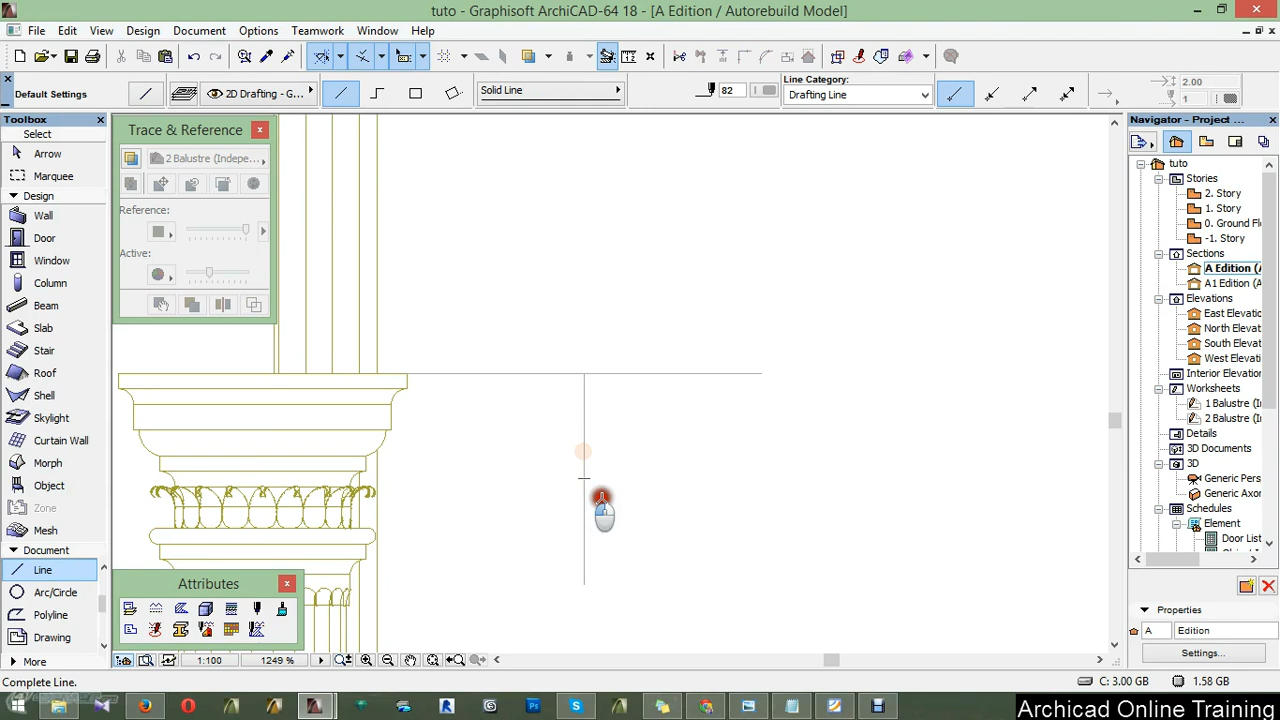 tuto - Graphisoft ArchiCAD-64 18 - [A Edition / Autorebuild Model]
File Edit View Design Document Options Teamwork Window Help
Default Settings
2D Drafting - G...
Solid Line
82
Line Category:
Drafting Line
2.00
1
Toolbox
Select
Arrow
Marquee
Design
Wall
Door
Window
Column
Beam
Slab
Stair
Roof
Shell
Skylight
Curtain Wall
Morph
Object
Zone
Mesh
Document
Line
Arc/Circle
Polyline
Drawing
More
Trace & Reference
2 Balustre (Indepe...
Reference:
Active:
Attributes
1:100
1249 %
Complete Line.
C: 3.00 GB
1.58 GB
Navigator - Project ...
tuto
Stories
2. Story
1. Story
0. Ground Fl
-1. Story
Sections
A Edition (A
A1 Edition (A
Elevations
East Elevatio
North Elevat
South Elevat
West Elevatio
Interior Elevation
Worksheets
1 Balustre (In
2 Balustre (In
Details
3D Documents
3D
Generic Pers
Generic Axon
Schedules
Element
Door List
Properties
A
Edition
Settings...
Archicad Online Training